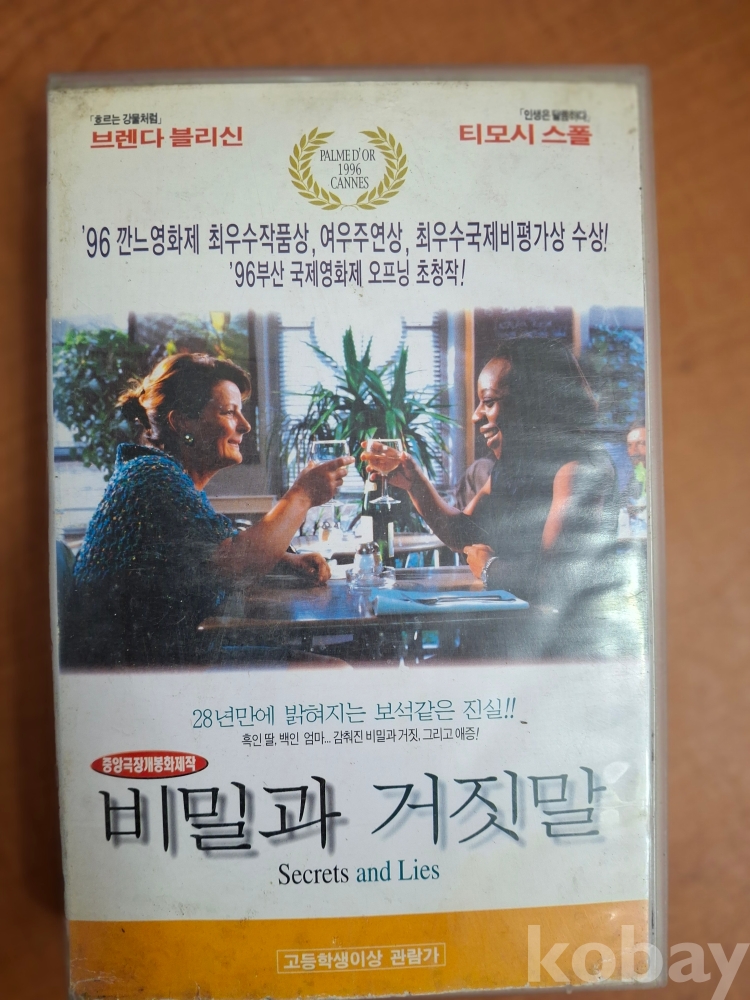 「흐르는 강물처럼」
브렌다 블리신
「인생은 달콤하다」
티모시 스폴
PALME D'OR
1996
CANNES
'96 깐느영화제 최우수작품상, 여우주연상, 최우수국제비평가상 수상!
'96부산 국제영화제 오프닝 초청작!
28년만에 밝혀지는 보석같은 진실!!
흑인 딸, 백인 엄마... 감춰진 비밀과 거짓, 그리고 애증!
중앙극장개봉화제작
비밀과 거짓말
Secrets and Lies
고등학생이상 관람가
kobay